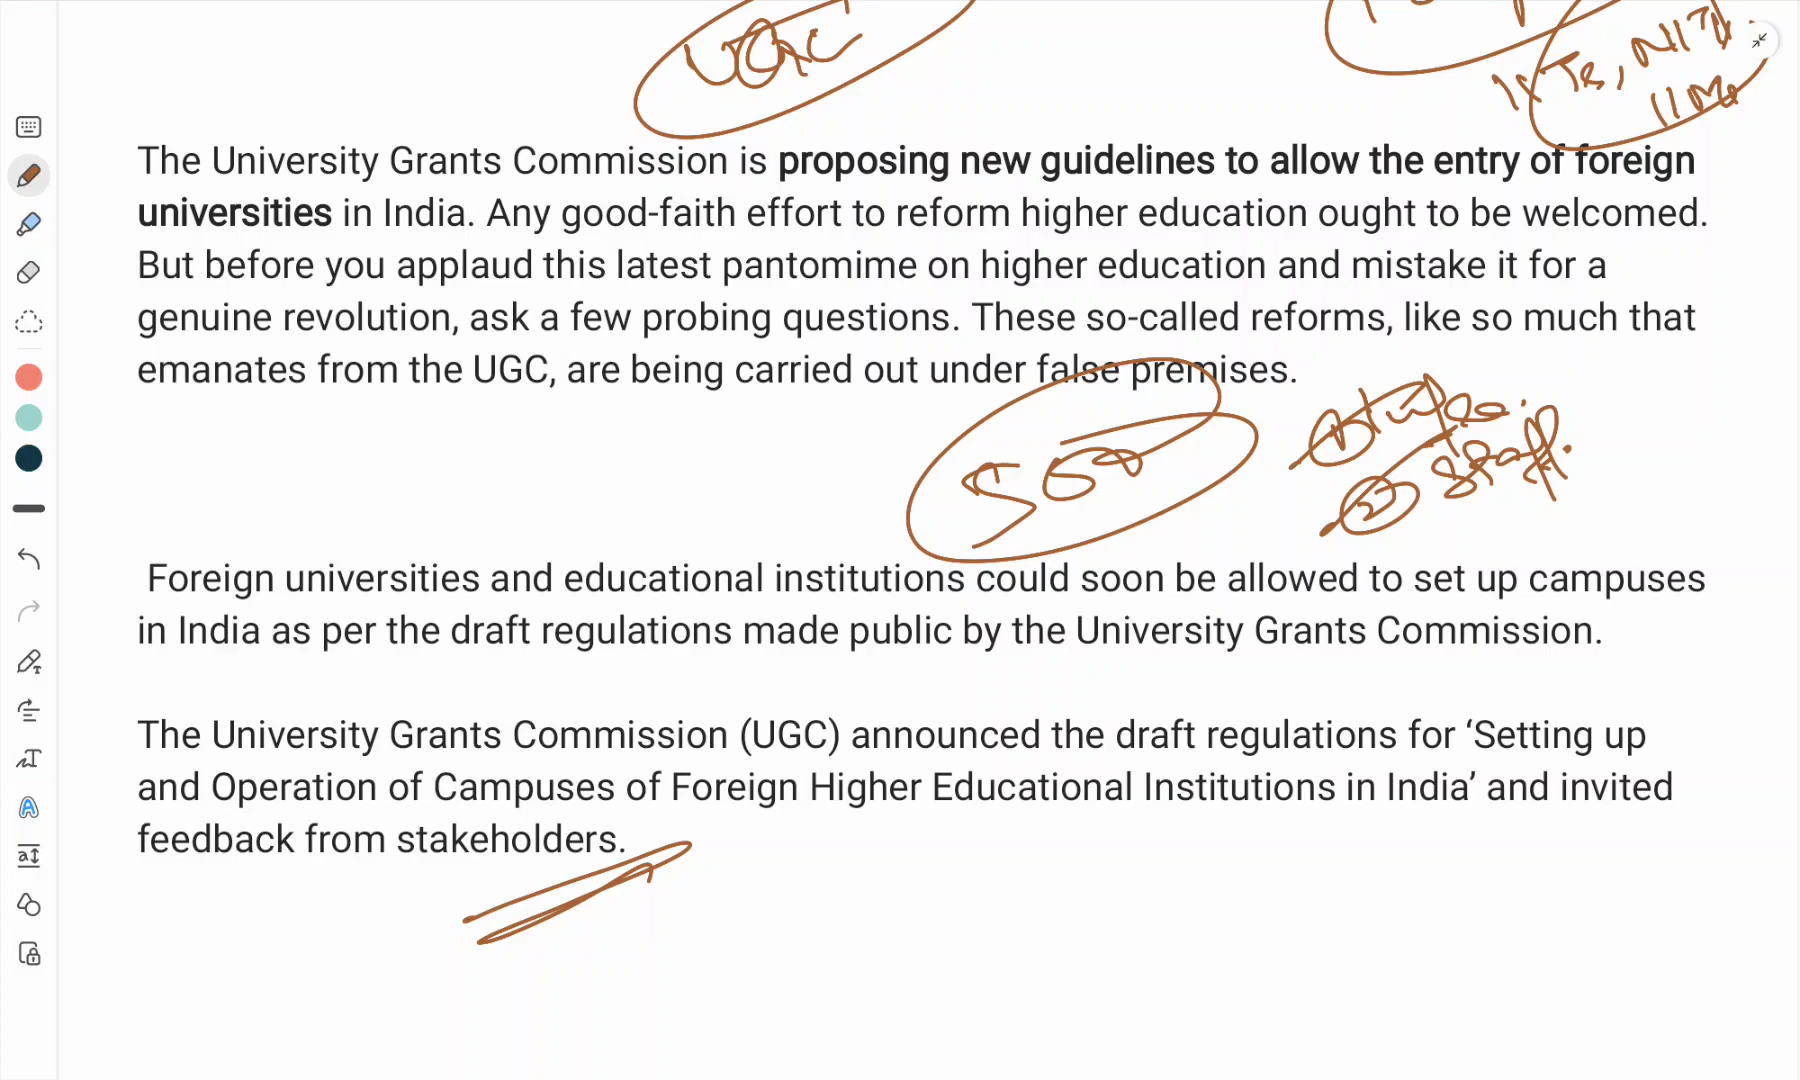 UGC
IITs, NITs
IIMs
The University Grants Commission is proposing new guidelines to allow the entry of foreign
universities in India. Any good-faith effort to reform higher education ought to be welcomed.
But before you applaud this latest pantomime on higher education and mistake it for a
genuine revolution, ask a few probing questions. These so-called reforms, like so much that
emanates from the UGC, are being carried out under false premises.
500
② Staff.
Foreign universities and educational institutions could soon be allowed to set up campuses
in India as per the draft regulations made public by the University Grants Commission.
The University Grants Commission (UGC) announced the draft regulations for ‘Setting up
and Operation of Campuses of Foreign Higher Educational Institutions in India’ and invited
feedback from stakeholders.